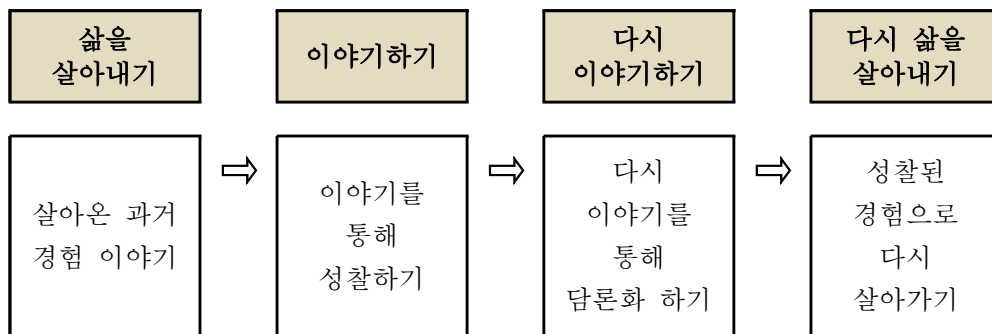 삶을
살아내기
이야기하기
다시
이야기하기
다시 삶을
살아내기
살아온 과거
경험 이야기
⇨
이야기를
통해
성찰하기
⇨
다시
이야기를
통해
담론화 하기
⇨
성찰된
경험으로
다시
살아가기